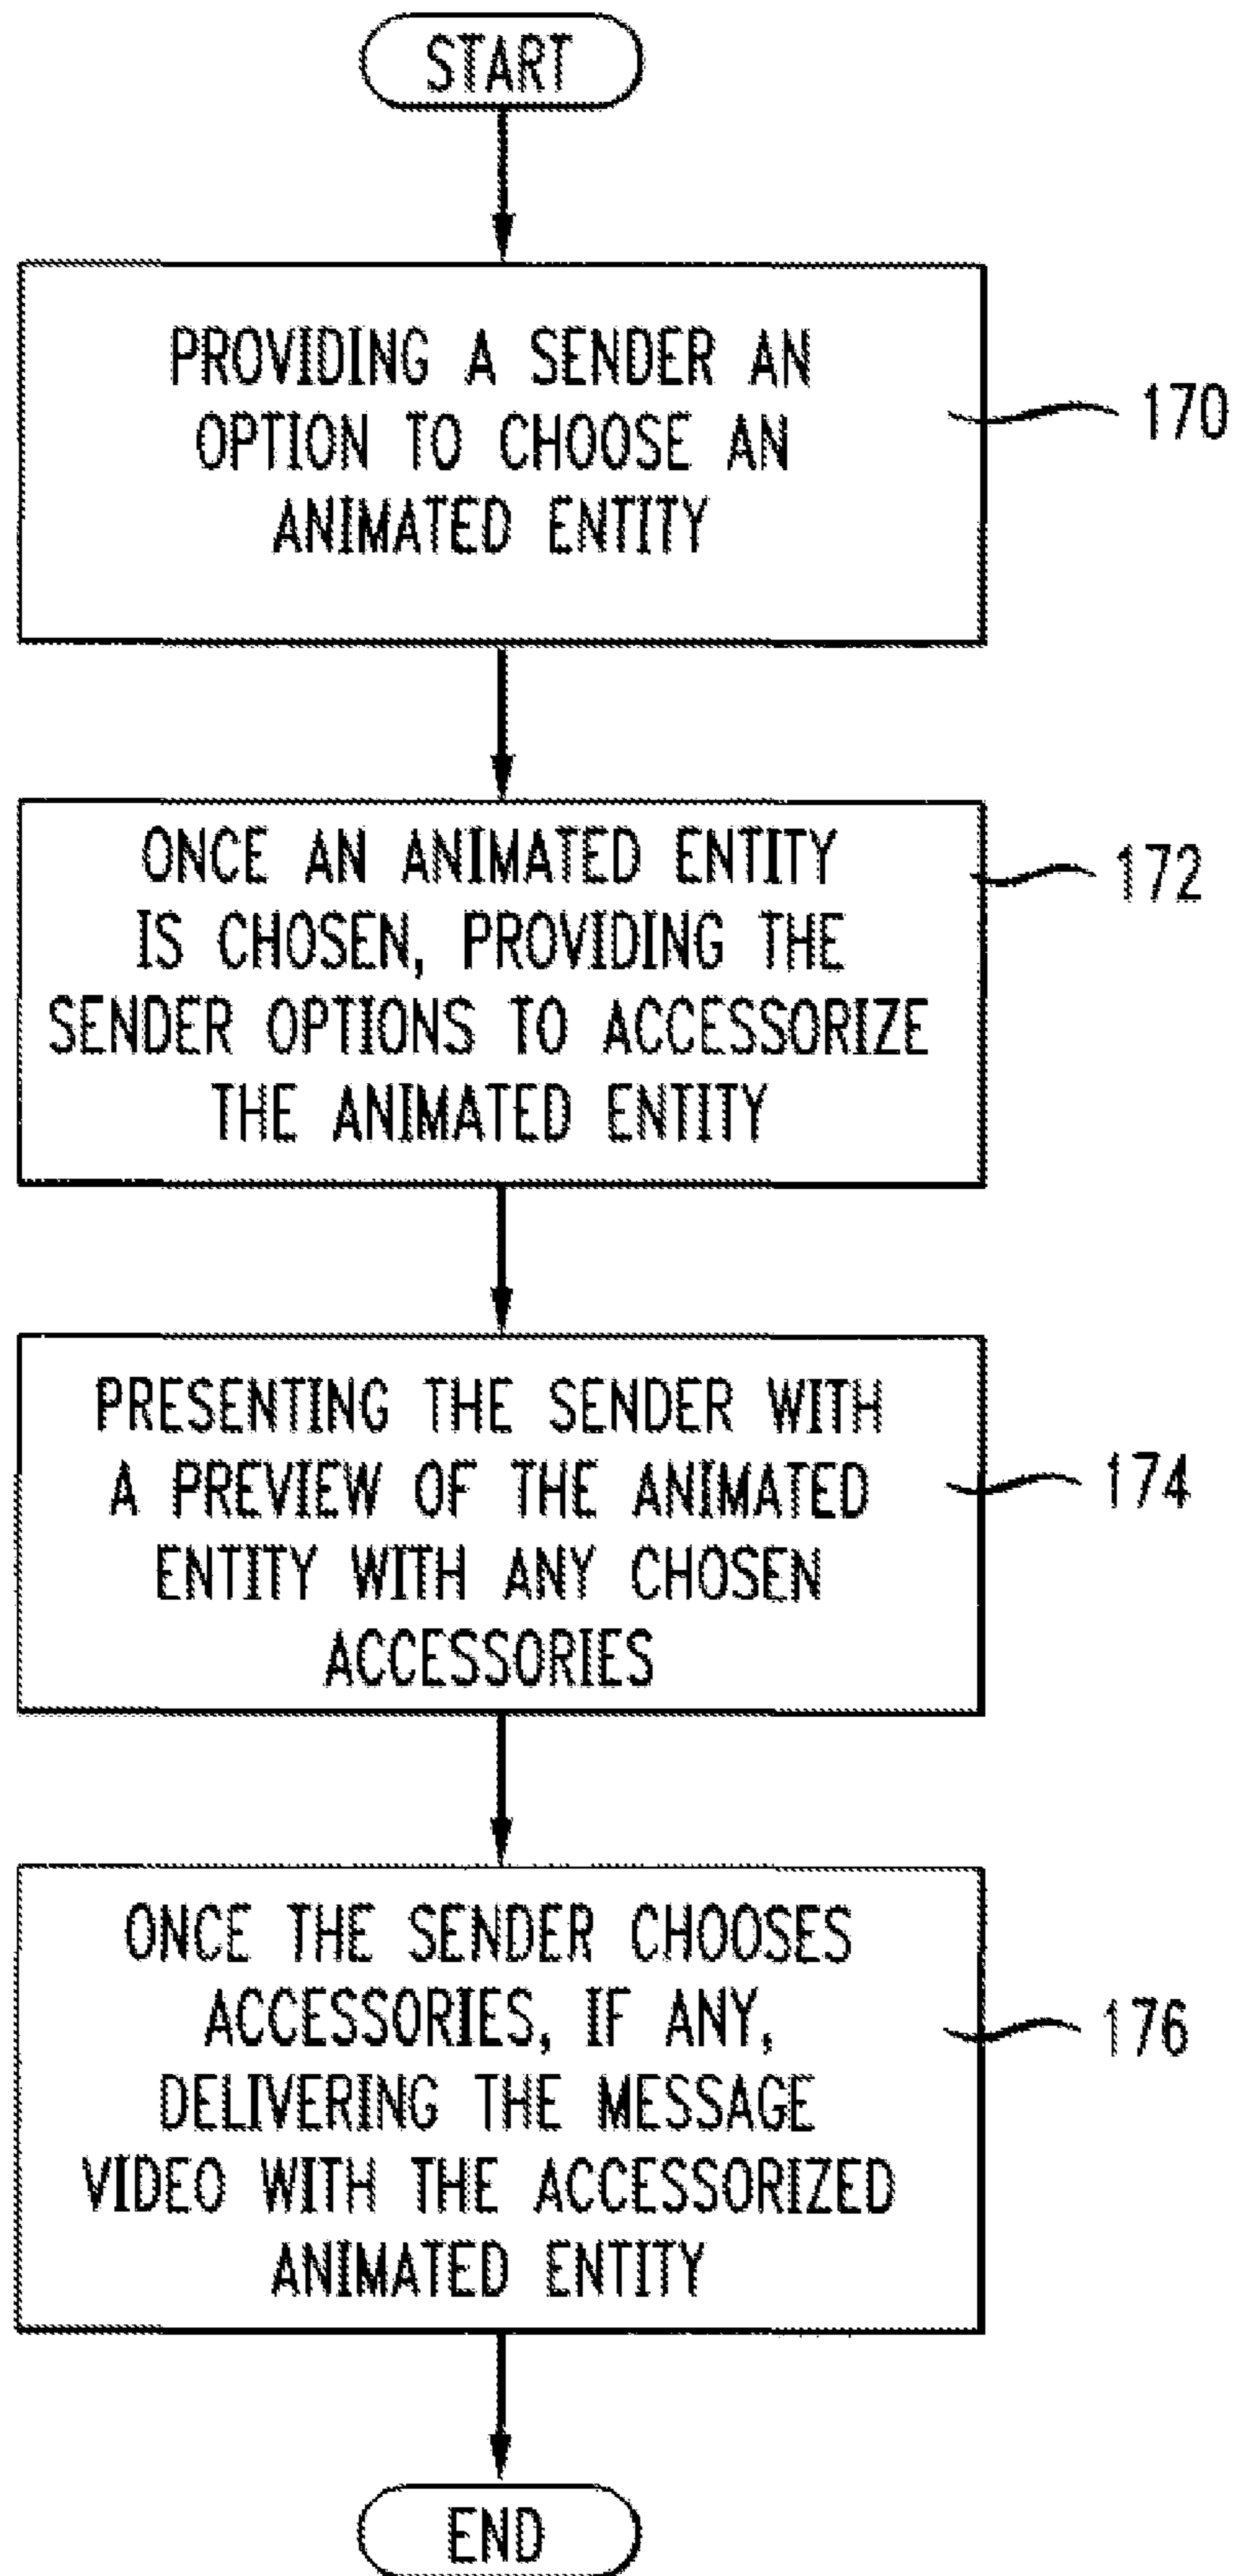 START
PROVIDING A SENDER AN
OPTION TO CHOOSE AN
ANIMATED ENTITY
170
ONCE AN ANIMATED ENTITY
IS CHOSEN, PROVIDING THE
SENDER OPTIONS TO ACCESSORIZE
THE ANIMATED ENTITY
172
PRESENTING THE SENDER WITH
A PREVIEW OF THE ANIMATED
ENTITY WITH ANY CHOSEN
ACCESSORIES
174
ONCE THE SENDER CHOOSES
ACCESSORIES, IF ANY,
DELIVERING THE MESSAGE
VIDEO WITH THE ACCESSORIZED
ANIMATED ENTITY
176
END